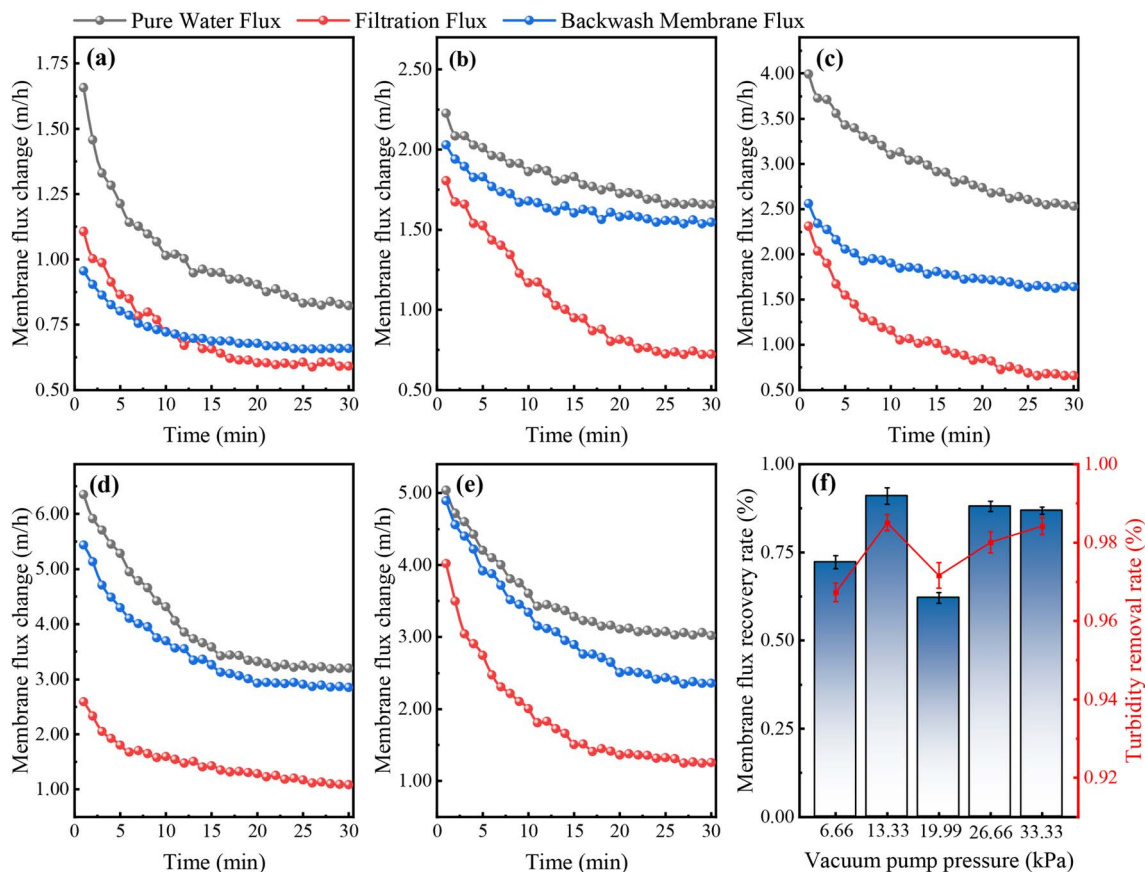 Pure Water Flux Filtration Flux Backwash Membrane Flux
(a)
Membrane flux change (m/h)
1.75
1.50
1.25
1.00
0.75
0.50
0 5 10 15 20 25 30
Time (min)
(b)
Membrane flux change (m/h)
2.50
2.00
1.50
1.00
0.50
0 5 10 15 20 25 30
Time (min)
(c)
Membrane flux change (m/h)
4.00
3.50
3.00
2.50
2.00
1.50
1.00
0.50
0 5 10 15 20 25 30
Time (min)
(d)
Membrane flux change (m/h)
6.00
5.00
4.00
3.00
2.00
1.00
0 5 10 15 20 25 30
Time (min)
(e)
Membrane flux change (m/h)
5.00
4.00
3.00
2.00
1.00
0 5 10 15 20 25 30
Time (min)
(f)
Membrane flux recovery rate (%)
1.00
0.75
0.50
0.25
0.00
6.66 13.33 19.99 26.66 33.33
Vacuum pump pressure (kPa)
1.00
0.98
0.96
0.94
0.92
Turbidity removal rate (%)